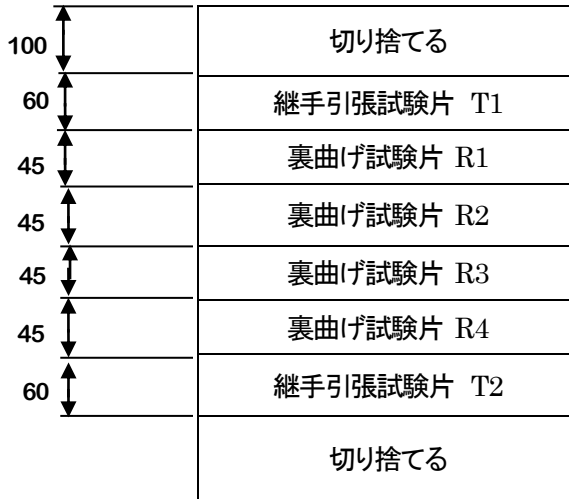 100 切り捨てる
60 継手引張試験片 T1
45 裏曲げ試験片 R1
45 裏曲げ試験片 R2
45 裏曲げ試験片 R3
45 裏曲げ試験片 R4
60 継手引張試験片 T2
切り捨てる